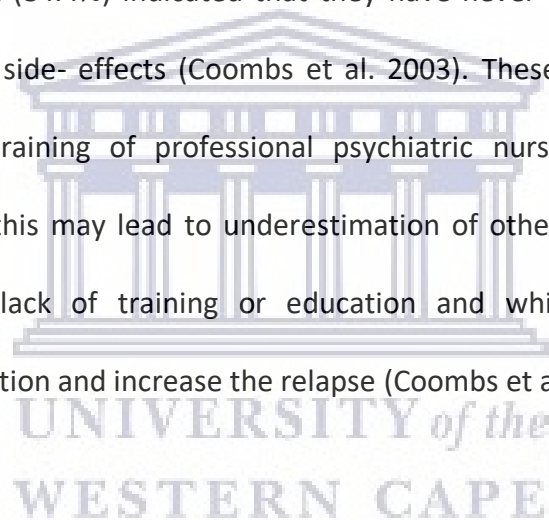 indicated that they have never
side- effects (Coombs et al. 2003). These
raining of professional psychiatric nurs
this may lead to underestimation of othe
lack of training or education and whi
tion and increase the relapse (Coombs et a
UNIVERSITY of the
WESTERN CAPE